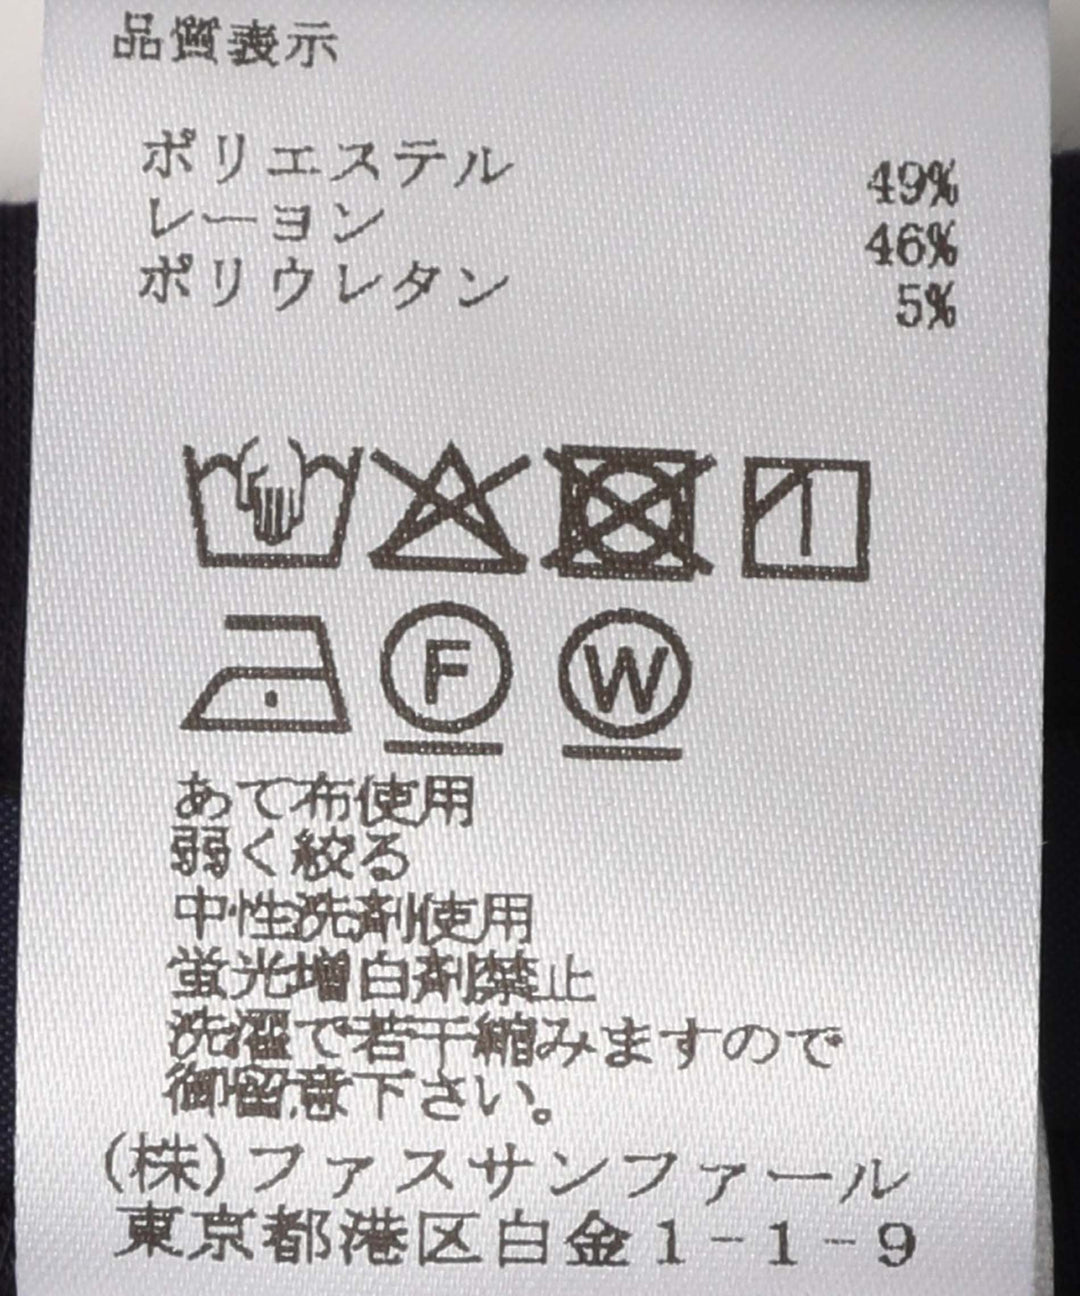 品質表示
ポリエステル 49%
レーヨン 46%
ポリウレタン 5%
F W
あて布使用
弱く絞る
中性洗剤使用
蛍光増白剤禁止
洗濯で若干縮みますので
御留意下さい。
(株)ファスサンファール
東京都港区白金1-1-9